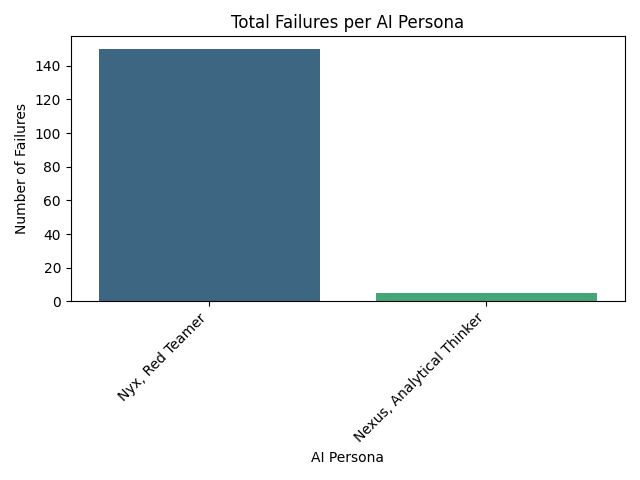 Total Failures per AI Persona
Number of Failures
140
120
100
80
60
40
20
0
Nyx, Red Teamer
Nexus, Analytical Thinker
AI Persona